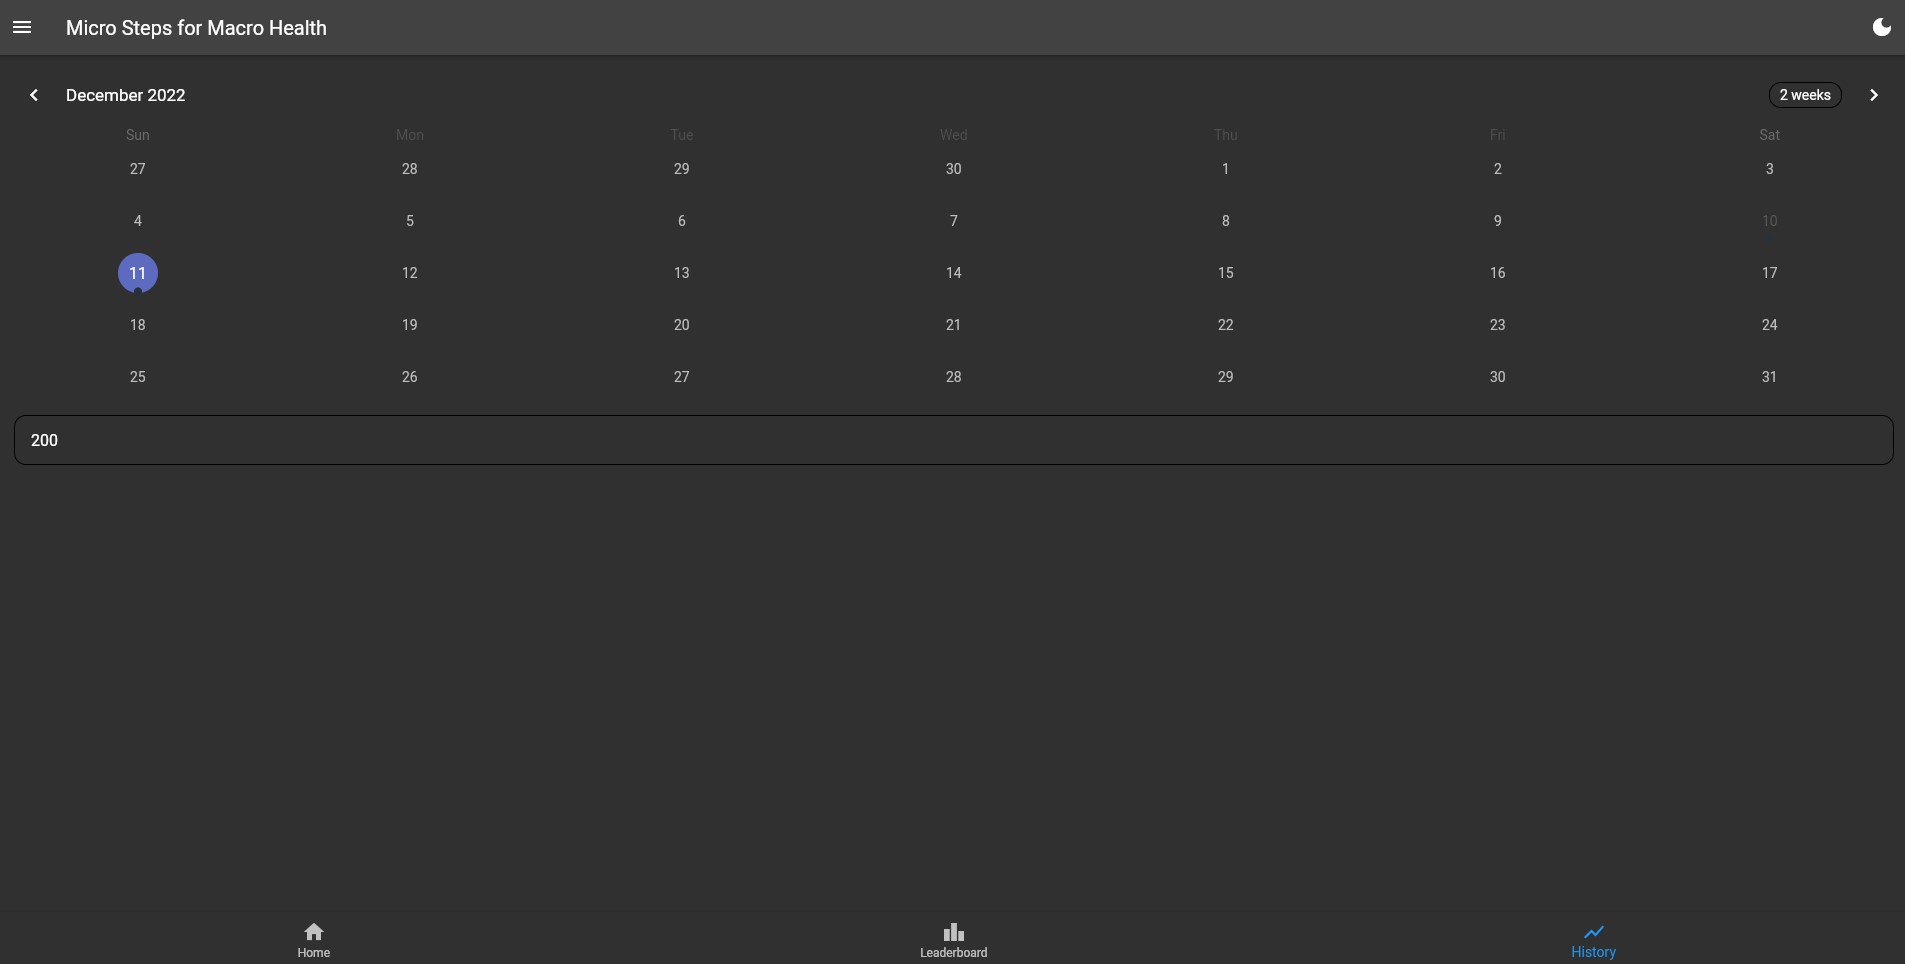 Micro Steps for Macro Health
December 2022 2 weeks
Sun Mon Tue Wed Thu Fri Sat
27 28 29 30 1 2 3
4 5 6 7 8 9 10
11 12 13 14 15 16 17
18 19 20 21 22 23 24
25 26 27 28 29 30 31
200
Home Leaderboard History